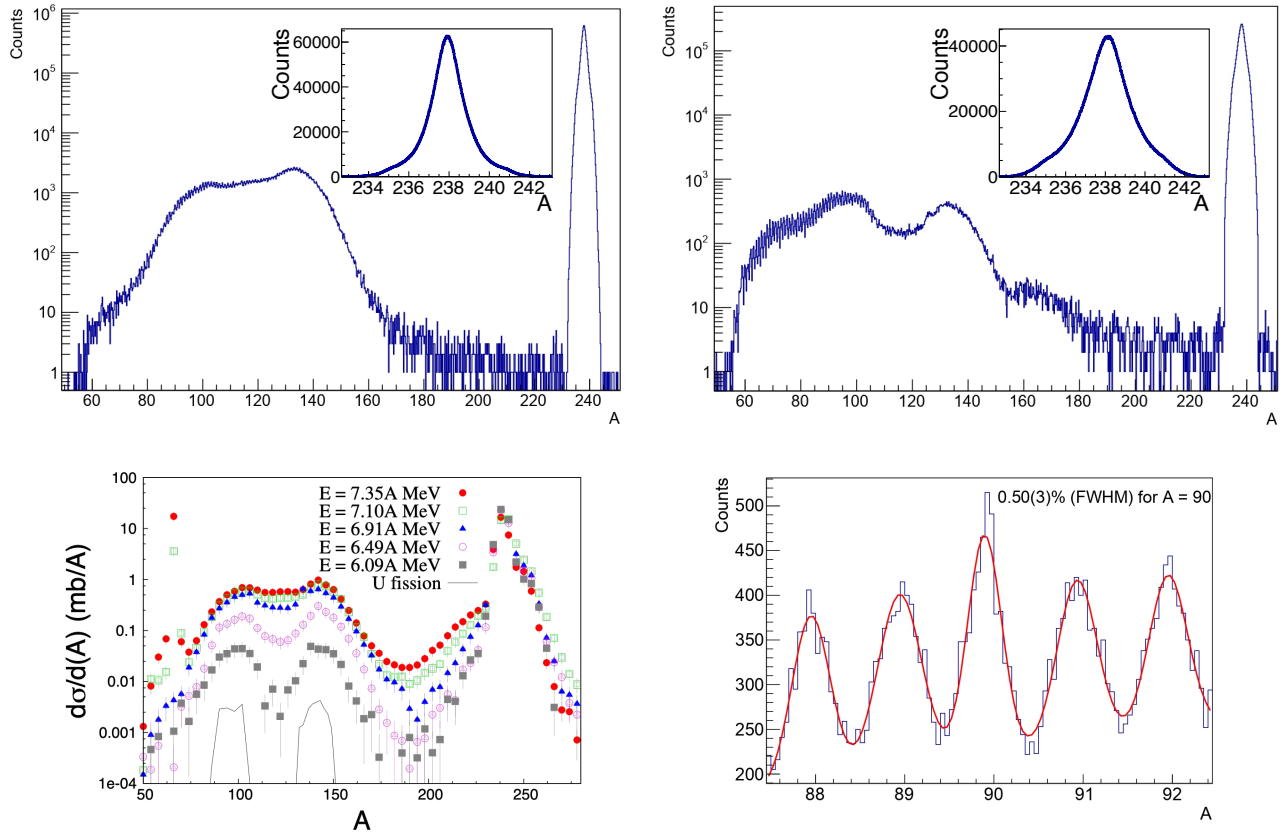 Counts
10^6
10^5
10^4
10^3
10^2
10
1
60 80 100 120 140 160 180 200 220 240
A
Counts
60000
40000
20000
0
234 236 238 240 242
A
Counts
10^5
10^4
10^3
10^2
10
1
60 80 100 120 140 160 180 200 220 240
A
Counts
40000
20000
0
234 236 238 240 242
A
dσ/d(A) (mb/A)
100
10
1
0.1
0.01
0.001
1e-04
50 100 150 200 250
A
E = 7.35A MeV
E = 7.10A MeV
E = 6.91A MeV
E = 6.49A MeV
E = 6.09A MeV
U fission
Counts
0.50(3)% (FWHM) for A = 90
500
450
400
350
300
250
200
88 89 90 91 92
A